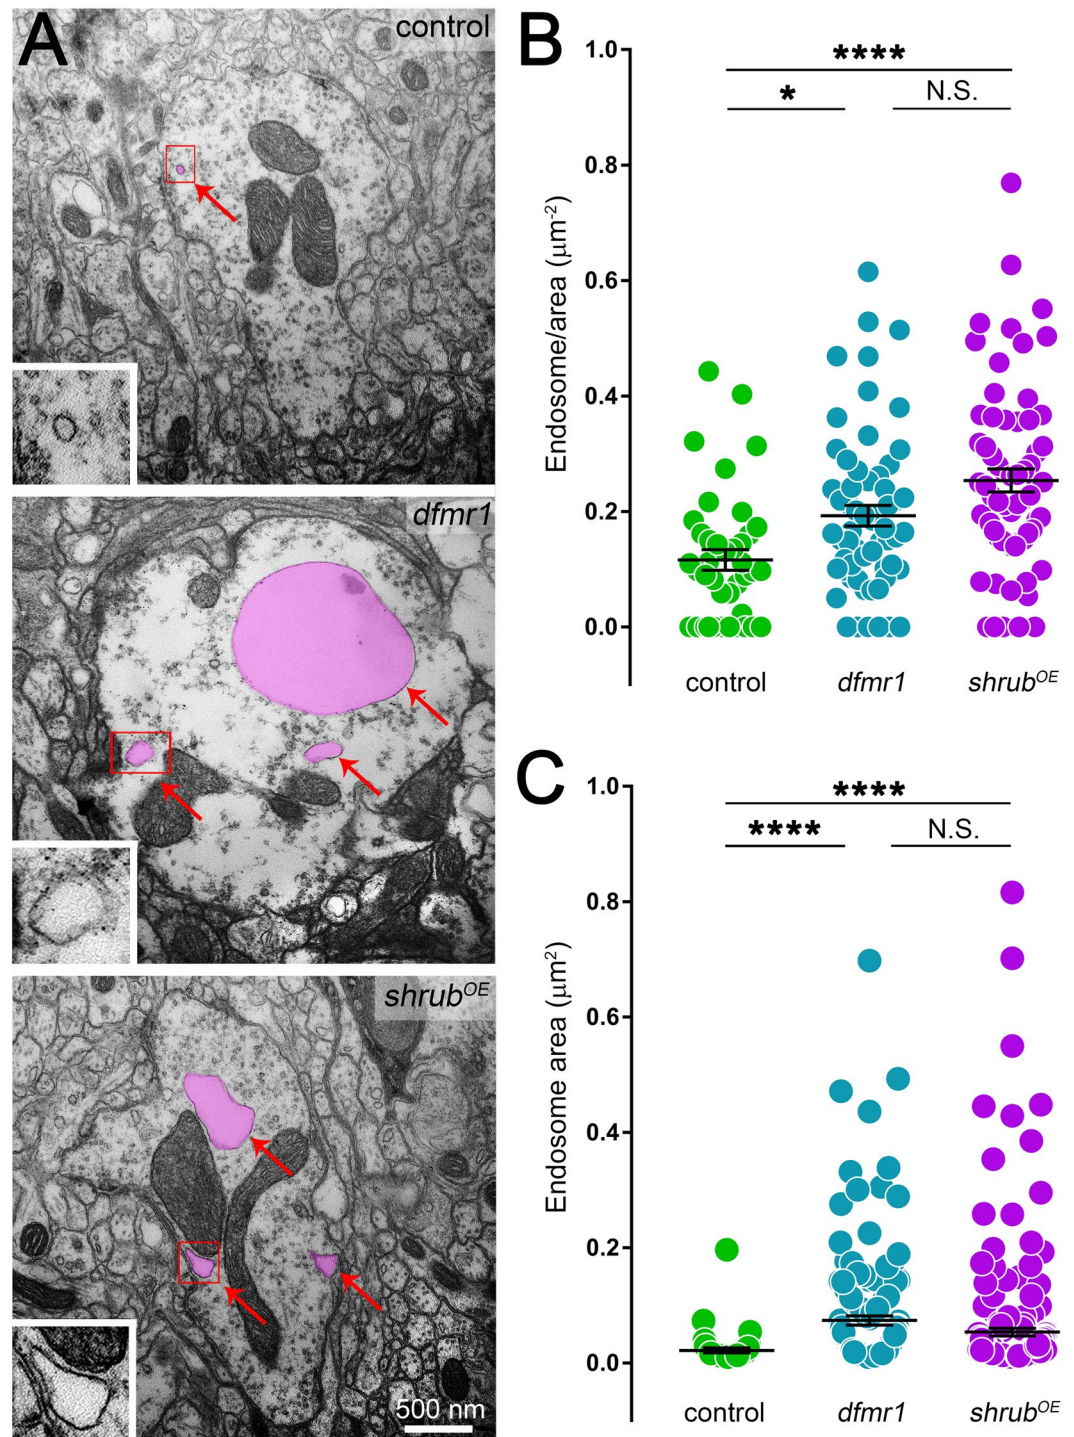 A
control
dfmr1
shrubOE
500 nm
B
Endosome/area (μm-2)
1.0
0.8
0.6
0.4
0.2
0.0
****
*
N.S.
control
dfmr1
shrubOE
C
Endosome area (μm2)
1.0
0.8
0.6
0.4
0.2
0.0
****
****
N.S.
control
dfmr1
shrubOE